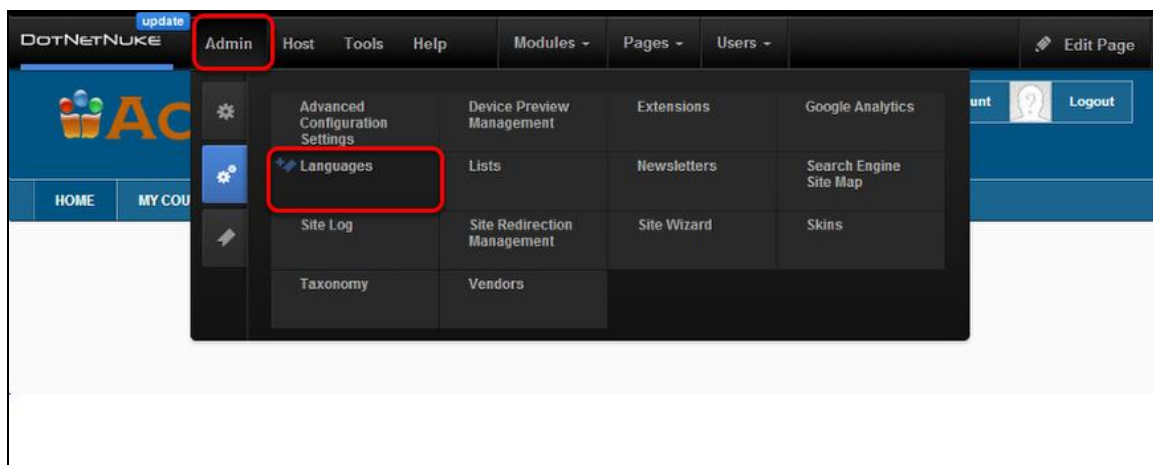 update
DOTNETNUKE
Admin Host Tools Help Modules Pages Users Edit Page
Ac
unt Logout
Advanced Configuration Settings
Device Preview Management
Extensions
Google Analytics
Languages
Lists
Newsletters
Search Engine Site Map
HOME MY COU
Site Log
Site Redirection Management
Site Wizard
Skins
Taxonomy
Vendors